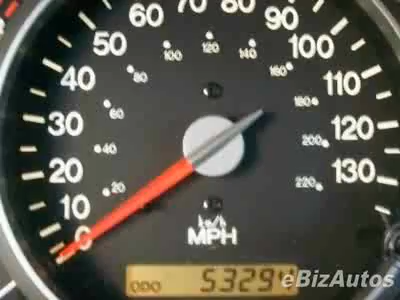 60 70 80 90
50 100 120 140 100
40 80 160 110
60 180
30 120
40 200
20 20 220 130
10
0
km/h
MPH
ODO 53294
eBizAutos